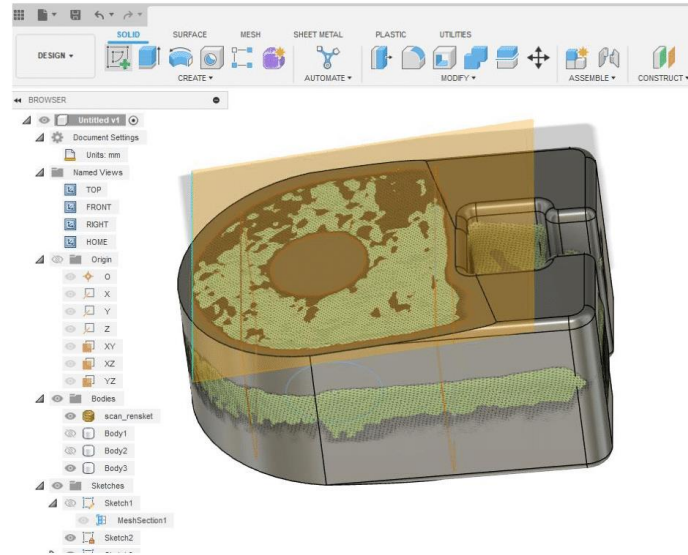 SOLID SURFACE MESH SHEET METAL PLASTIC UTILITIES
DESIGN
CREATE AUTOMATE MODIFY ASSEMBLE CONSTRUCT
BROWSER
Untitled v1
Document Settings
Units: mm
Named Views
TOP
FRONT
RIGHT
HOME
Origin
O
X
Y
Z
XY
XZ
YZ
Bodies
scan_rensket
Body1
Body2
Body3
Sketches
Sketch1
MeshSection1
Sketch2